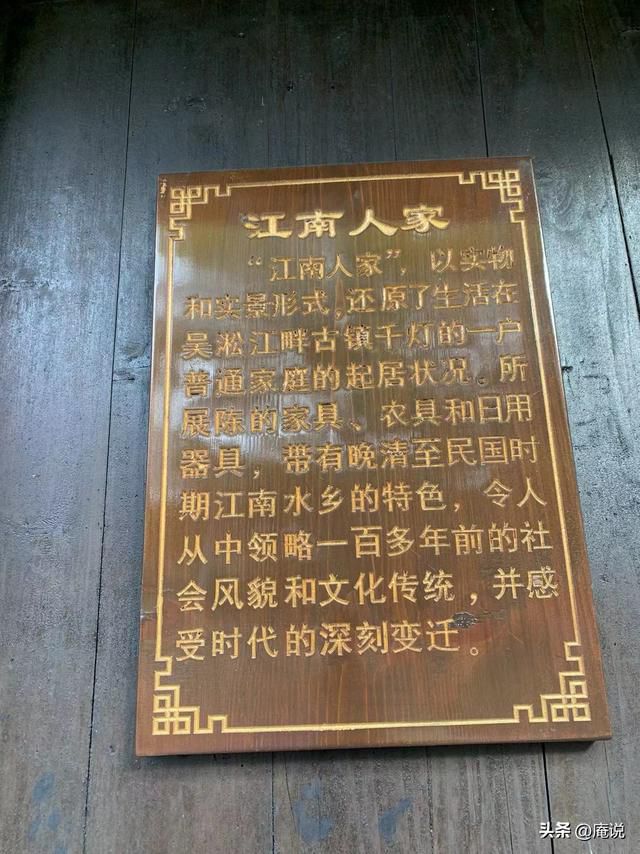 江南人家
“江南人家”，以实物
和实景形式，还原了生活在
吴淞江畔古镇千灯的一户
普通家庭的起居状况。所
展陈的家具、农具和日用
器具，带有晚清至民国时
期江南水乡的特色，令人
从中领略一百多年前的社
会风貌和文化传统，并感
受时代的深刻变迁。
头条 @庵说